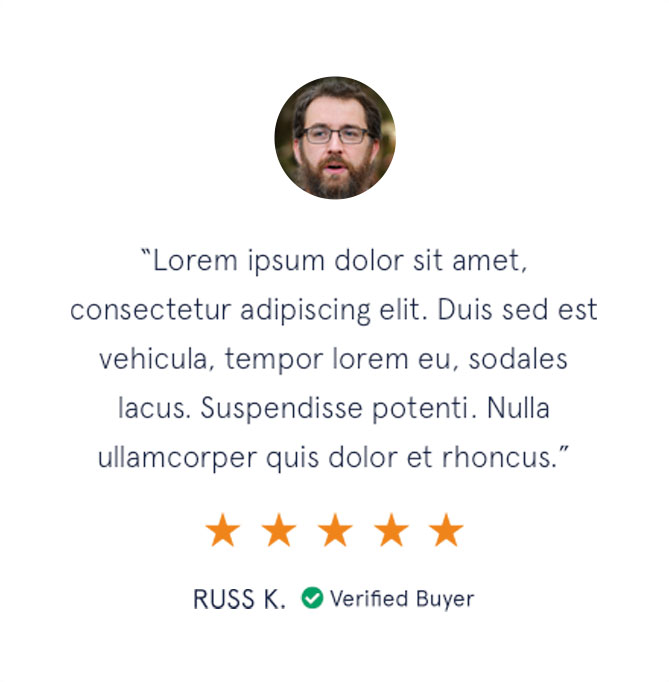 “Lorem ipsum dolor sit amet,
consectetur adipiscing elit. Duis sed est
vehicula, tempor lorem eu, sodales
lacus. Suspendisse potenti. Nulla
ullamcorper quis dolor et rhoncus.”
RUSS K. Verified Buyer